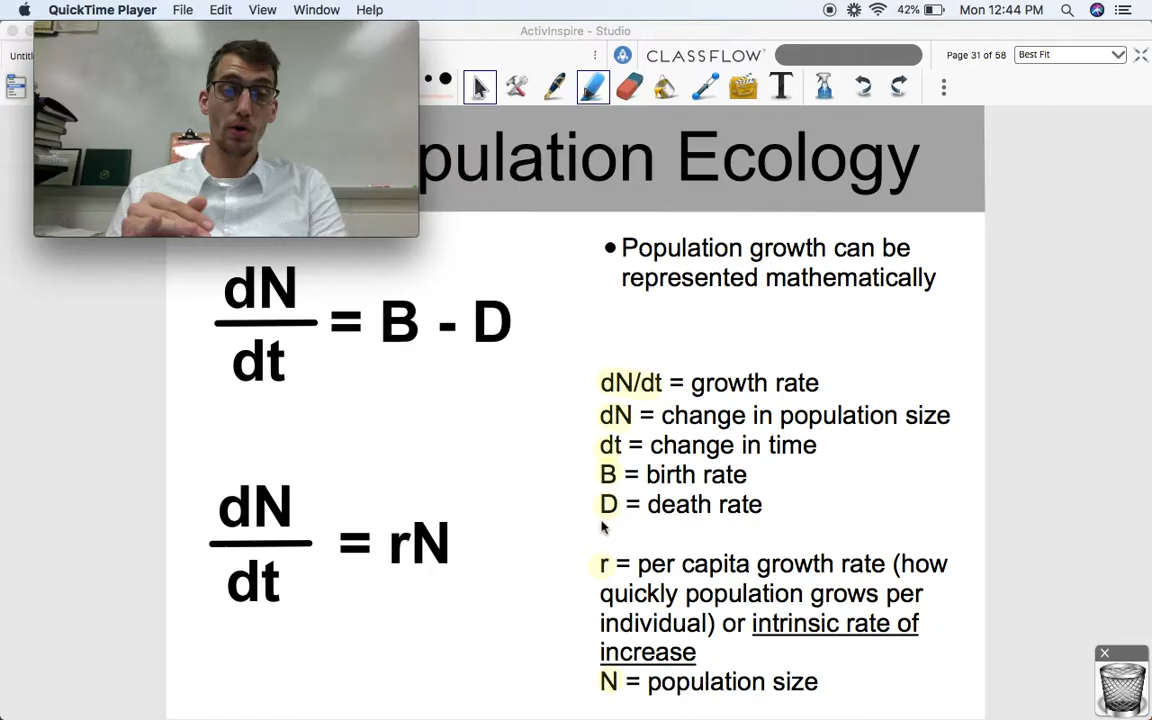 QuickTime Player File Edit View Window Help 42% Mon 12:44 PM
ActivInspire - Studio
Untitl CLASSFLOW Page 31 of 58 Best Fit
pulation Ecology
Population growth can be
represented mathematically
dN
dt
= B - D
dN/dt = growth rate
dN = change in population size
dt = change in time
B = birth rate
D = death rate
dN
dt
= rN
r = per capita growth rate (how
quickly population grows per
individual) or intrinsic rate of
increase
N = population size